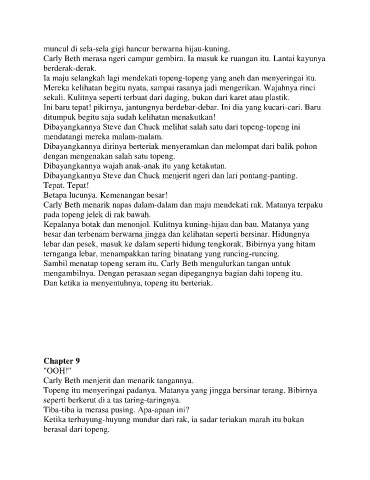 muncul di sela-sela gigi hancur berwarna hijau-kuning.
Carly Beth merasa ngeri campur gembira. Ia masuk ke ruangan itu. Lantai kayunya
berderak-derak.
Ia maju selangkah lagi mendekati topeng-topeng yang aneh dan menyeringai itu.
Mereka kelihatan begitu nyata, sampai rasanya jadi mengerikan. Wajahnya rinci
sekali. Kulitnya seperti terbuat dari daging, bukan dari karet atau plastik.
Ini baru tepat! pikirnya, jantungnya berdebar-debar. Ini dia yang kucari-cari. Baru
ditumpuk begitu saja sudah kelihatan menakutkan!
Dibayangkannya Steve dan Chuck melihat salah satu dari topeng-topeng ini
mendatangi mereka malam-malam.
Dibayangkannya dirinya berteriak menyeramkan dan melompat dari balik pohon
dengan mengenakan salah satu topeng.
Dibayangkannya wajah anak-anak itu yang ketakutan.
Dibayangkannya Steve dan Chuck menjerit ngeri dan lari pontang-panting.
Tepat. Tepat!
Betapa lucunya. Kemenangan besar!
Carly Beth menarik napas dalam-dalam dan maju mendekati rak. Matanya terpaku
pada topeng jelek di rak bawah.
Kepalanya botak dan menonjol. Kulitnya kuning-hijau dan bau. Matanya yang
besar dan terbenam berwarna jingga dan kelihatan seperti bersinar. Hidungnya
lebar dan pesek, masuk ke dalam seperti hidung tengkorak. Bibirnya yang hitam
ternganga lebar, menampakkan taring binatang yang runcing-runcing.
Sambil menatap topeng seram itu, Carly Beth mengulurkan tangan untuk
mengambilnya. Dengan perasaan segan dipegangnya bagian dahi topeng itu.
Dan ketika ia menyentuhnya, topeng itu berteriak.
Chapter 9
"OOH!"
Carly Beth menjerit dan menarik tangannya.
Topeng itu menyeringai padanya. Matanya yang jingga bersinar terang. Bibirnya
seperti berkerut di a tas taring-taringnya.
Tiba-tiba ia merasa pusing. Apa-apaan ini?
Ketika terhuyung-huyung mundur dari rak, ia sadar teriakan marah itu bukan
berasal dari topeng.